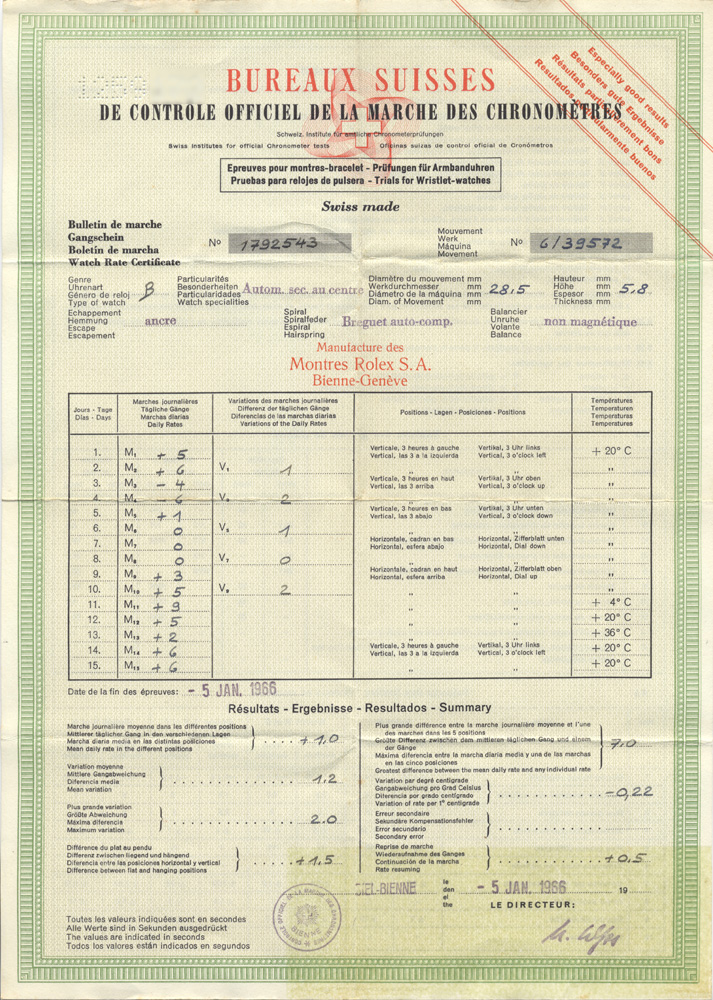 Especially good results
Besonders gute Ergebnisse
Résultats particulièrement bons
Resultados particularmente buenos
BUREAUX SUISSES
DE CONTROLE OFFICIEL DE LA MARCHE DES CHRONOMETRES
Schweiz. Institute für amtliche Chronometerprüfungen
Swiss Institutes for official Chronometer tests Oficinas suizas de control oficial de Cronómetros
Epreuves pour montres-bracelet - Prüfungen für Armbanduhren
Pruebas para relojes de pulsera - Trials for Wristlet-watches
Swiss made
Bulletin de marche
Gangschein
Boletin de marcha
Watch Rate Certificate
No 1792543
Mouvement
Werk
Máquina
Movement
No 6/39572
Genre
Uhrenart
Género de reloj
Type of watch
B
Particularités
Besonderheiten
Particularidades
Watch specialities
Autom. sec. au centre
Diamètre du mouvement mm
Werkdurchmesser mm
Diámetro de la máquina mm
Diam. of Movement mm
28,5
Hauteur mm
Höhe mm
Espesor mm
Thickness mm
5,8
Echappement
Hemmung
Escape
Escapement
ancre
Spiral
Spiralfeder
Espiral
Hairspring
Breguet auto-comp.
Balancier
Unruhe
Volante
Balance
non magnétique
Manufacture des
Montres Rolex S.A.
Bienne-Genève
Jours - Tage
Días - Days
Marches journalières
Tägliche Gänge
Marchas diarias
Daily Rates
Variations des marches journalières
Differenz der täglichen Gänge
Diferencias de las marchas diarias
Variations of the Daily Rates
Positions - Lagen - Posiciones - Positions
Températures
Temperaturen
Temperaturas
Temperatures
1. M₁ + 5 Verticale, 3 heures à gauche Vertikal, 3 Uhr links + 20° C
Vertical, las 3 a la izquierda Vertical, 3 o'clock left
2. M₂ + 6 V₁ 1 „ „ „
3. M₃ - 4 Verticale, 3 heures en haut Vertikal, 3 Uhr oben „
Vertical, las 3 arriba Vertical, 3 o'clock up
4. M₄ - 6 V₃ 2 „ „ „
5. M₅ + 1 Verticale, 3 heures en bas Vertikal, 3 Uhr unten „
Vertical, las 3 abajo Vertical, 3 o'clock down
6. M₆ 0 V₅ 1 „ „ „
7. M₇ 0 Horizontale, cadran en bas Horizontal, Zifferblatt unten „
Horizontal, esfera abajo Horizontal, Dial down
8. M₈ 0 V₇ 0 „ „ „
9. M₉ + 3 Horizontale, cadran en haut Horizontal, Zifferblatt oben „
Horizontal, esfera arriba Horizontal, Dial up
10. M₁₀ + 5 V₉ 2 „ „ „
11. M₁₁ + 9 „ „ + 4° C
12. M₁₂ + 5 „ „ + 20° C
13. M₁₃ + 2 „ „ + 36° C
14. M₁₄ + 6 Verticale, 3 heures à gauche Vertikal, 3 Uhr links + 20° C
Vertical, las 3 a la izquierda Vertical, 3 o'clock left
15. M₁₅ + 6 „ „ + 20° C
Date de la fin des épreuves: - 5 JAN. 1966
Résultats - Ergebnisse - Resultados - Summary
Marche journalière moyenne dans les différentes positions
Mittlerer täglicher Gang in den verschiedenen Lagen
Marcha diaria media en las distintas posiciones
Mean daily rate in the different positions
+ 1,0
Variation moyenne
Mittlere Gangabweichung
Diferencia media
Mean variation
1,2
Plus grande variation
Größte Abweichung
Máxima diferencia
Maximum variation
2.0
Différence du plat au pendu
Differenz zwischen liegend und hängend
Diferencia entre las posiciones horizontal y vertical
Difference between flat and hanging positions
+ 1,5
Plus grande différence entre la marche journalière moyenne et l'une
des marches dans les 5 positions
Größte Differenz zwischen dem mittleren täglichen Gang und einem
der Gänge
Máxima diferencia entre la marcha diaria media y una de las marchas
en las cinco posiciones
Greatest difference between the mean daily rate and any individual rate
7,0
Variation par degré centigrade
Gangabweichung pro Grad Celsius
Diferencia por grado centígrado
Variation of rate per 1° centigrade
-0,22
Erreur secondaire
Sekundäre Kompensationsfehler
Error secundario
Secondary error
Reprise de marche
Wiederaufnahme des Ganges
Continuación de la marcha
Rate resuming
+ 0,5
BIEL-BIENNE
le
den
el
the
- 5 JAN. 1966 19
LE DIRECTEUR:
BIENNE
Toutes les valeurs indiquées sont en secondes
Alle Werte sind in Sekunden ausgedrückt
The values are indicated in seconds
Todos los valores están indicados en segundos